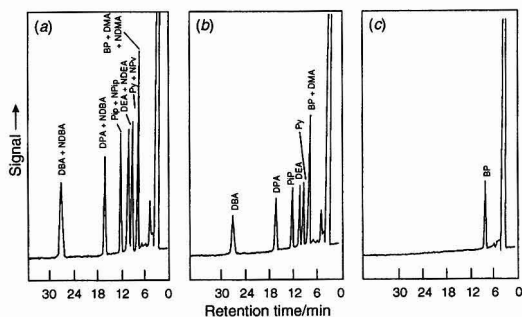 (a)
DBA + NDBA
DPA + NDBA
Pip + NPip
DEA + NDEA
Py + NPy
BP + DMA
+ NDMA
30 24 18 12 6 0
(b)
DBA
DPA
PiP
DEA
Py
BP + DMA
30 24 18 12 6 0
(c)
BP
30 24 18 12 6 0
Signal
Retention time/min